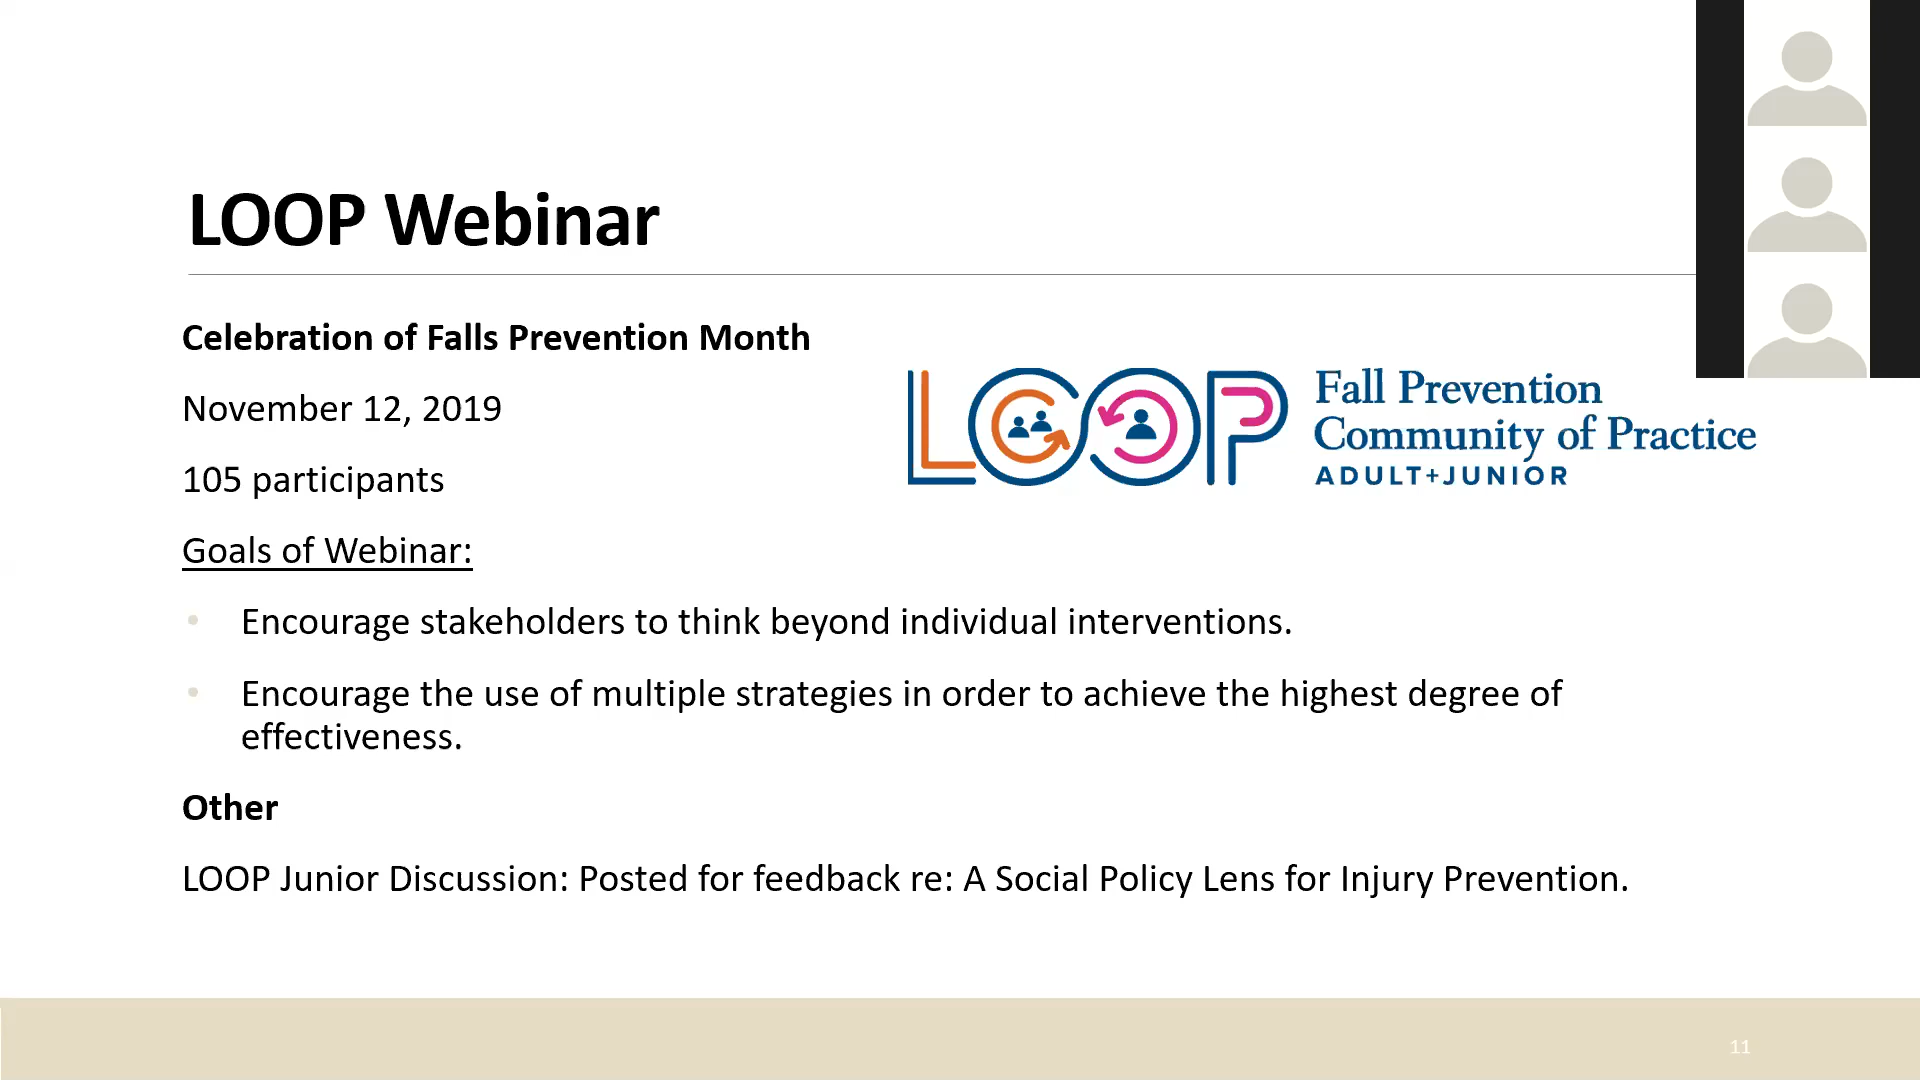 LOOP Webinar
Celebration of Falls Prevention Month
November 12, 2019
LOOP
Fall Prevention
Community of Practice
ADULT+JUNIOR
105 participants
Goals of Webinar:
• Encourage stakeholders to think beyond individual interventions.
• Encourage the use of multiple strategies in order to achieve the highest degree of
effectiveness.
Other
LOOP Junior Discussion: Posted for feedback re: A Social Policy Lens for Injury Prevention.
11